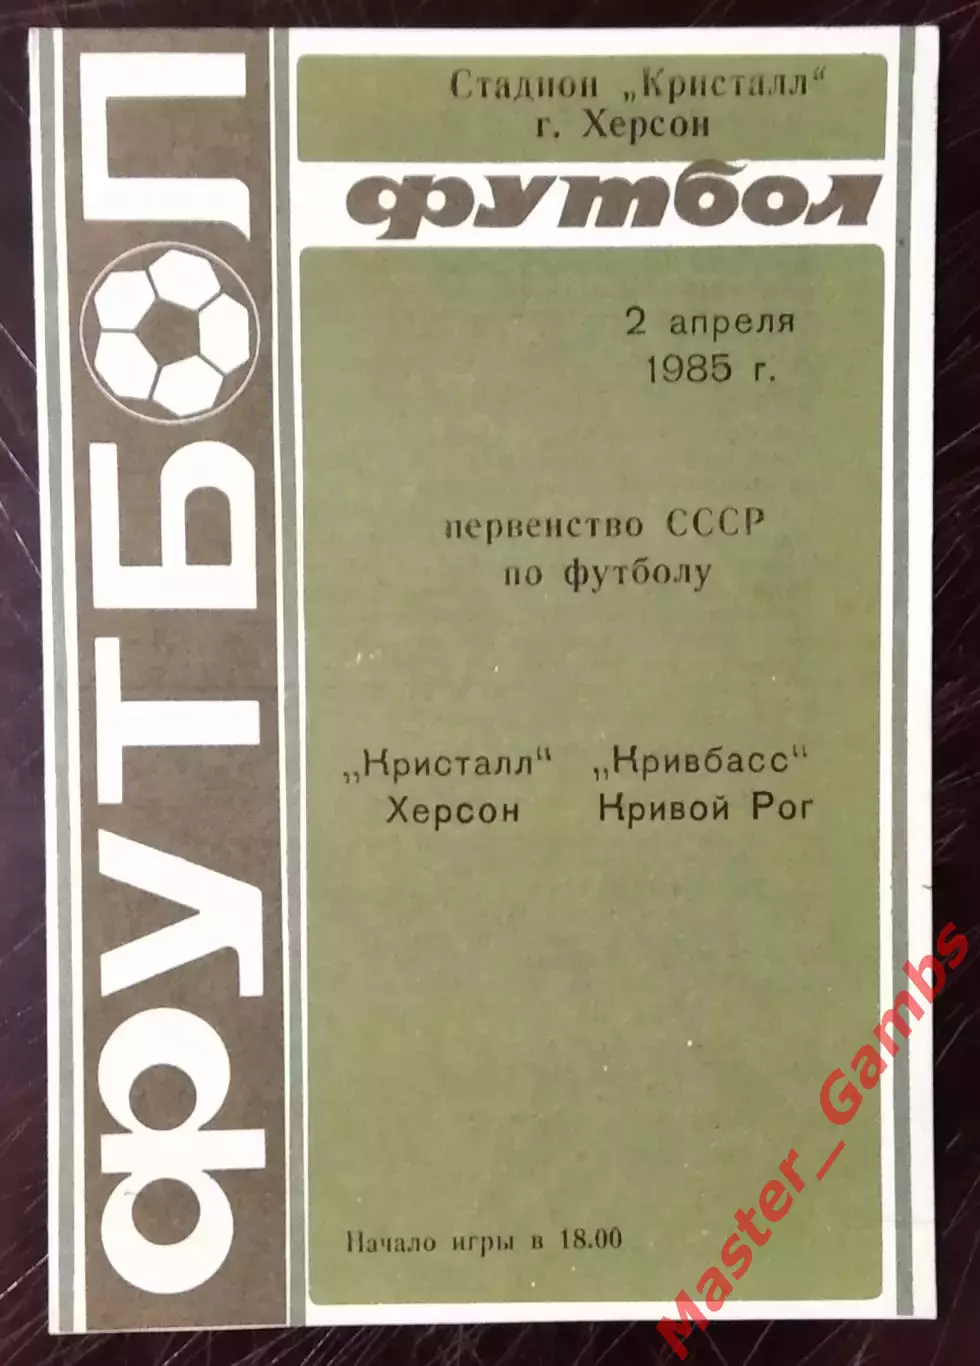 ФУТБОЛ
Стадион „Кристалл“
г. Херсон
футбол
2 апреля
1985 г.
первенство СССР
по футболу
„Кристалл“ „Кривбасс“
Херсон Кривой Рог
Начало игры в 18.00
Master_Gambs